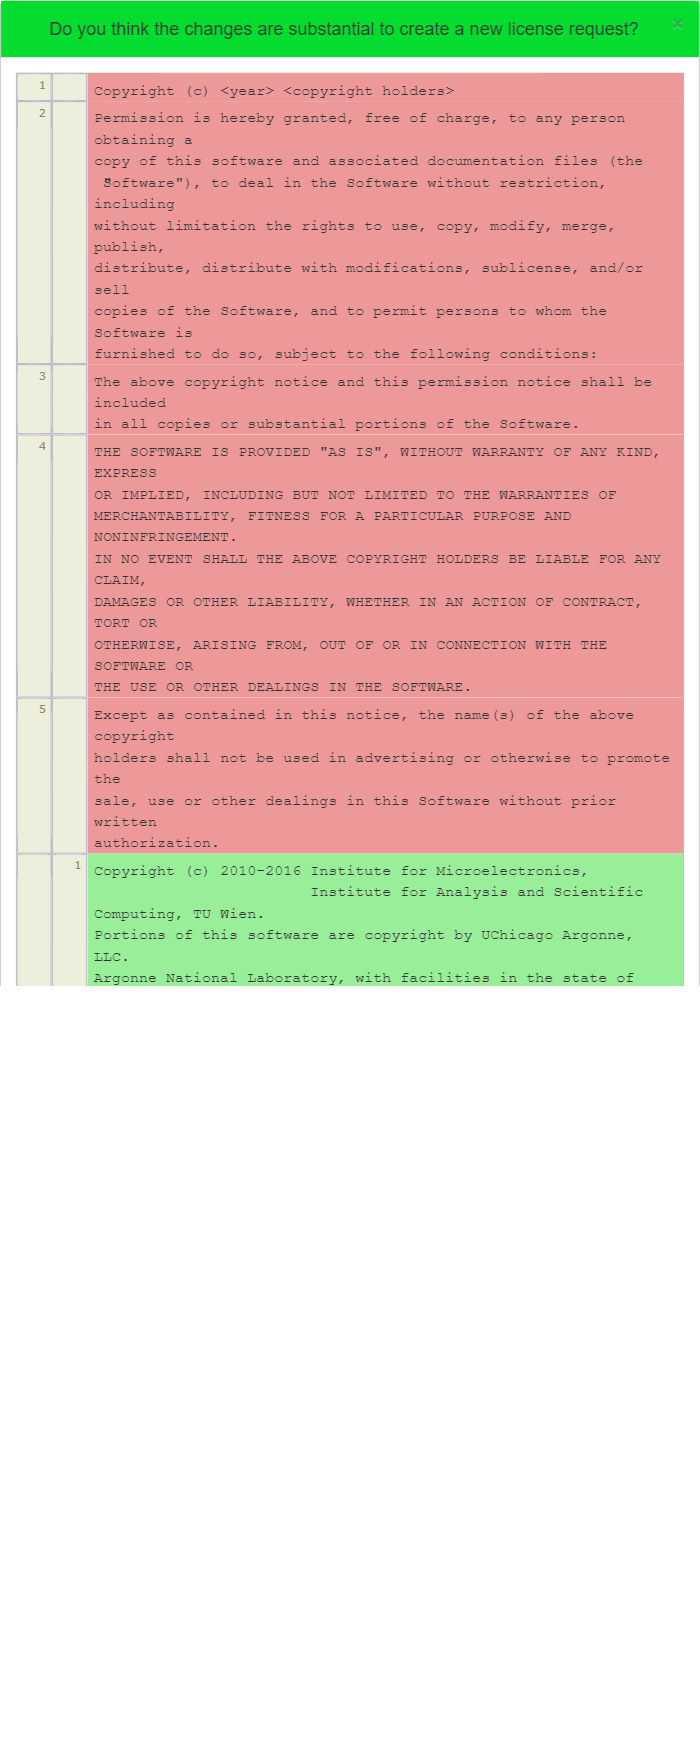 Do you think the changes are substantial to create a new license request? ×
1 Copyright (c) <year> <copyright holders>
2 Permission is hereby granted, free of charge, to any person
obtaining a
copy of this software and associated documentation files (the
"Software"), to deal in the Software without restriction,
including
without limitation the rights to use, copy, modify, merge,
publish,
distribute, distribute with modifications, sublicense, and/or
sell
copies of the Software, and to permit persons to whom the
Software is
furnished to do so, subject to the following conditions:
3 The above copyright notice and this permission notice shall be
included
in all copies or substantial portions of the Software.
4 THE SOFTWARE IS PROVIDED "AS IS", WITHOUT WARRANTY OF ANY KIND,
EXPRESS
OR IMPLIED, INCLUDING BUT NOT LIMITED TO THE WARRANTIES OF
MERCHANTABILITY, FITNESS FOR A PARTICULAR PURPOSE AND
NONINFRINGEMENT.
IN NO EVENT SHALL THE ABOVE COPYRIGHT HOLDERS BE LIABLE FOR ANY
CLAIM,
DAMAGES OR OTHER LIABILITY, WHETHER IN AN ACTION OF CONTRACT,
TORT OR
OTHERWISE, ARISING FROM, OUT OF OR IN CONNECTION WITH THE
SOFTWARE OR
THE USE OR OTHER DEALINGS IN THE SOFTWARE.
5 Except as contained in this notice, the name(s) of the above
copyright
holders shall not be used in advertising or otherwise to promote
the
sale, use or other dealings in this Software without prior
written
authorization.
1 Copyright (c) 2010-2016 Institute for Microelectronics,
Institute for Analysis and Scientific
Computing, TU Wien.
Portions of this software are copyright by UChicago Argonne,
LLC.
Argonne National Laboratory, with facilities in the state of